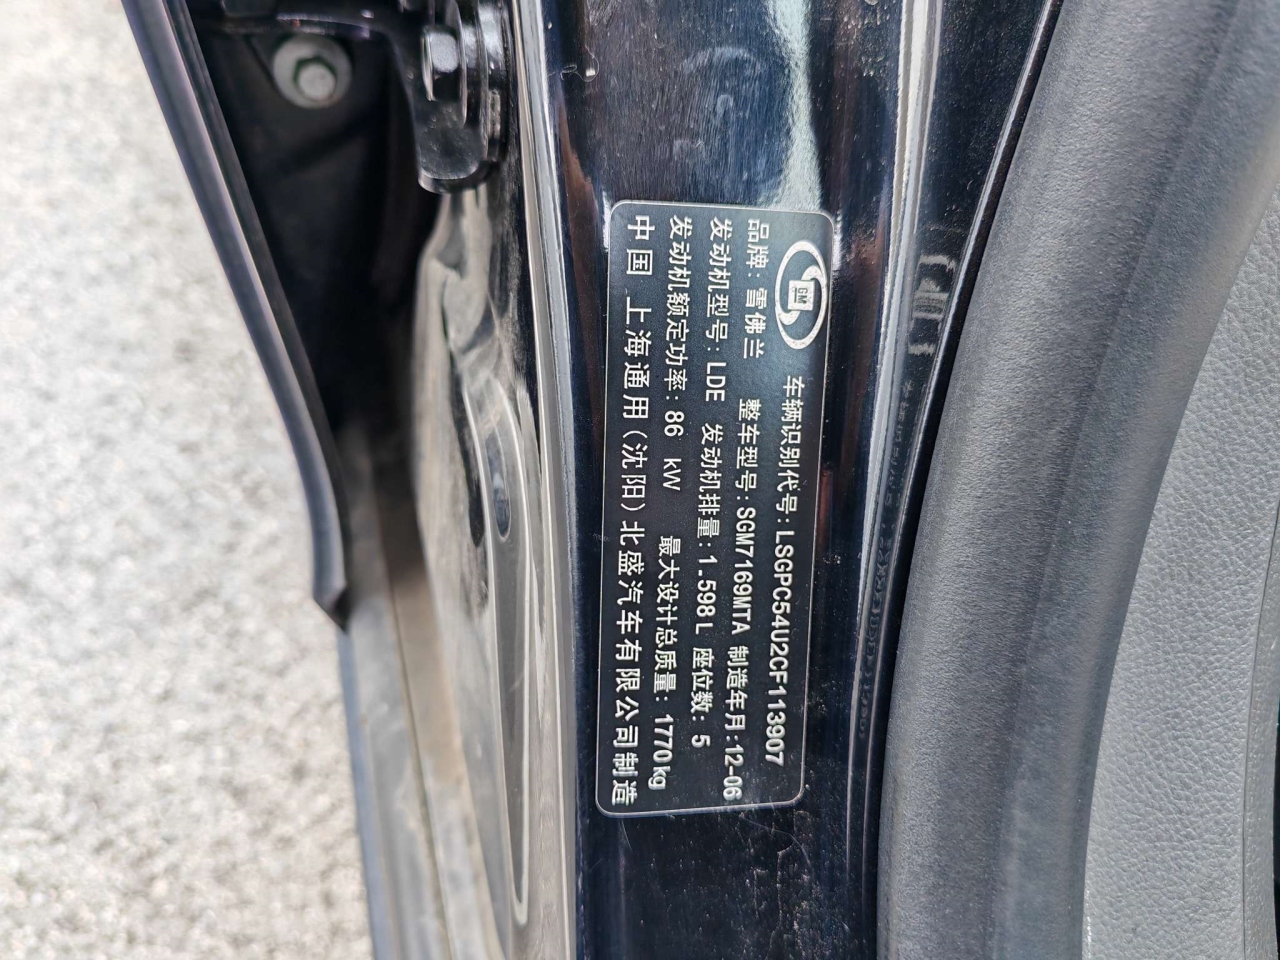 GM
车辆识别代号:LSGPC54U2CF113907
品牌:雪佛兰 整车型号:SGM7169MTA 制造年月:12-06
发动机型号:LDE 发动机排量:1.598L 座位数:5
发动机额定功率:86 kW 最大设计总质量:1770kg
中国 上海通用(沈阳)北盛汽车有限公司制造